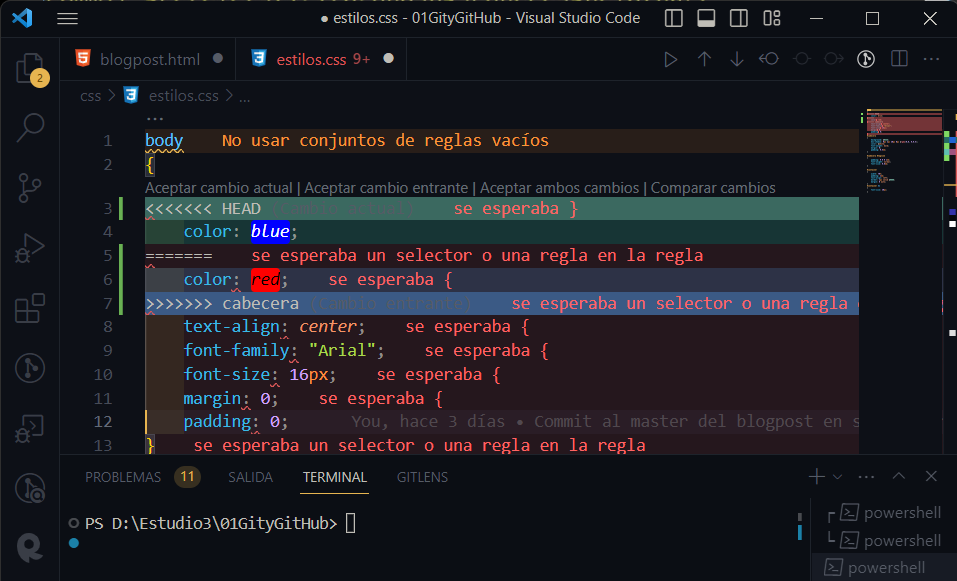 ● estilos.css - 01GityGitHub - Visual Studio Code
2
blogpost.html ● estilos.css 9+ ●
css > estilos.css > ...
...
1 body No usar conjuntos de reglas vacíos
2 {
Aceptar cambio actual | Aceptar cambio entrante | Aceptar ambos cambios | Comparar cambios
3 <<<<<<< HEAD se esperaba }
4 color: blue;
5 ======= se esperaba un selector o una regla en la regla
6 color: red; se esperaba {
7 >>>>>>> cabecera (Cambio entrante) se esperaba un selector o una regla
8 text-align: center; se esperaba {
9 font-family: "Arial"; se esperaba {
10 font-size: 16px; se esperaba {
11 margin: 0; se esperaba {
12 padding: 0; You, hace 3 días • Commit al master del blogpost en s
13 } se esperaba un selector o una regla en la regla
PROBLEMAS 11 SALIDA TERMINAL GITLENS
PS D:\Estudio3\01GityGitHub>
powershell
powershell
powershell